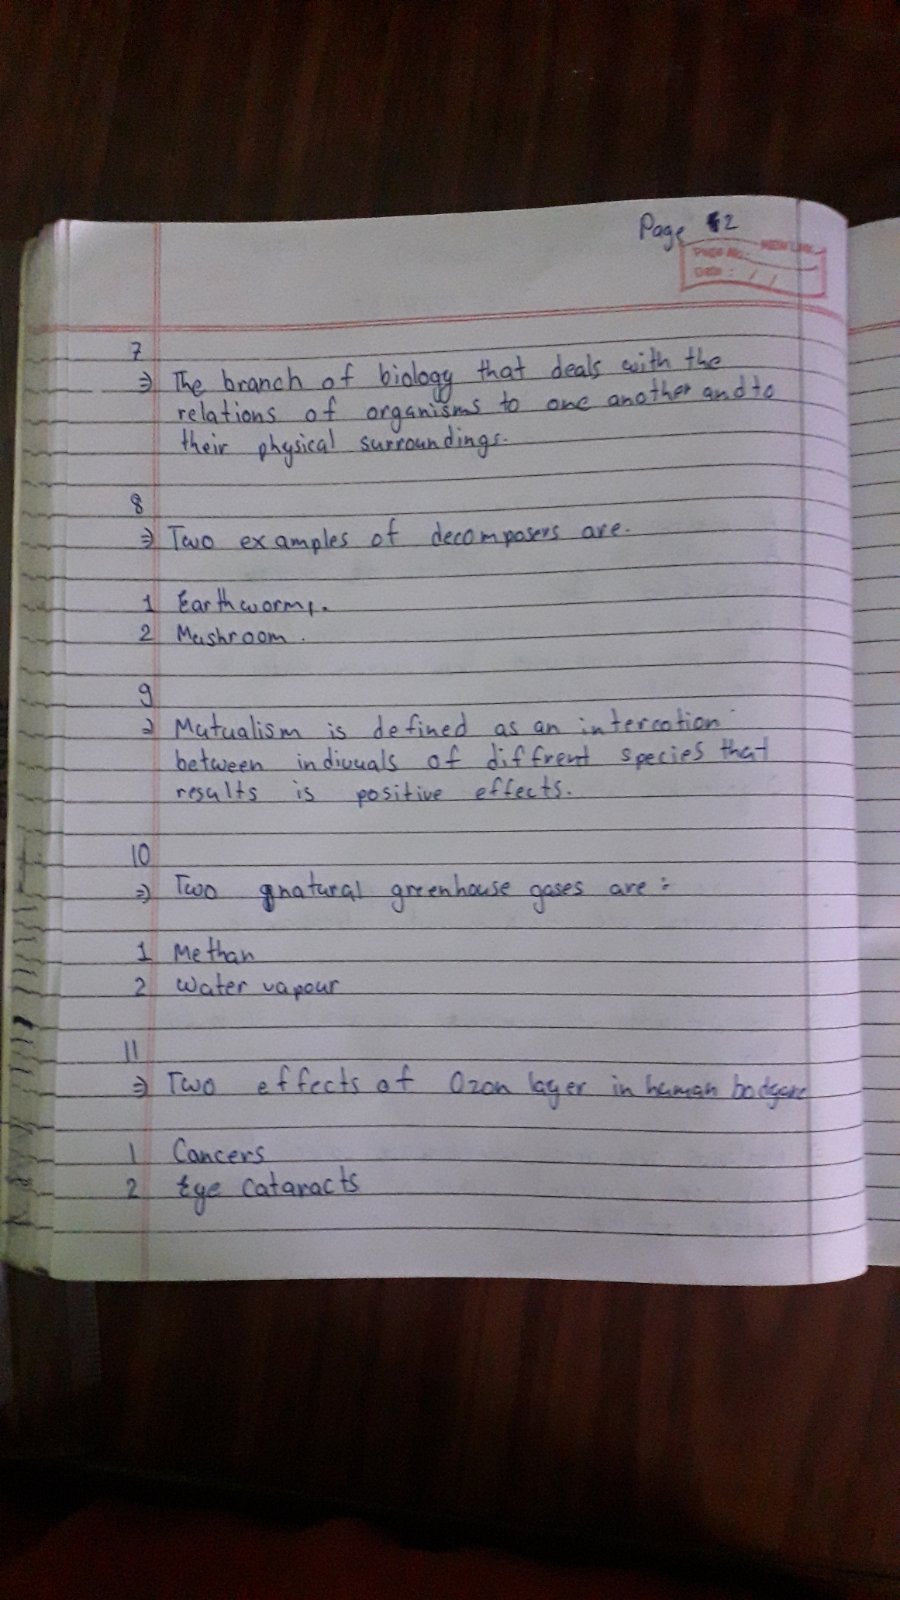 Page 2
Page No.
Date : / /
7
⇒ The branch of biology that deals with the
relations of organisms to one another and to
their physical surroundings.
8
⇒ Two examples of decomposers are.
1 Earthworms.
2 Mushroom.
9
⇒ Mutualism is defined as an intercation
between indivuals of diffrent species that
results is positive effects.
10
⇒ Two natural greenhouse gases are :
1 Methan
2 Water vapour
11
⇒ Two effects of Ozon layer in human body are
1 Cancers
2 Eye Cataracts